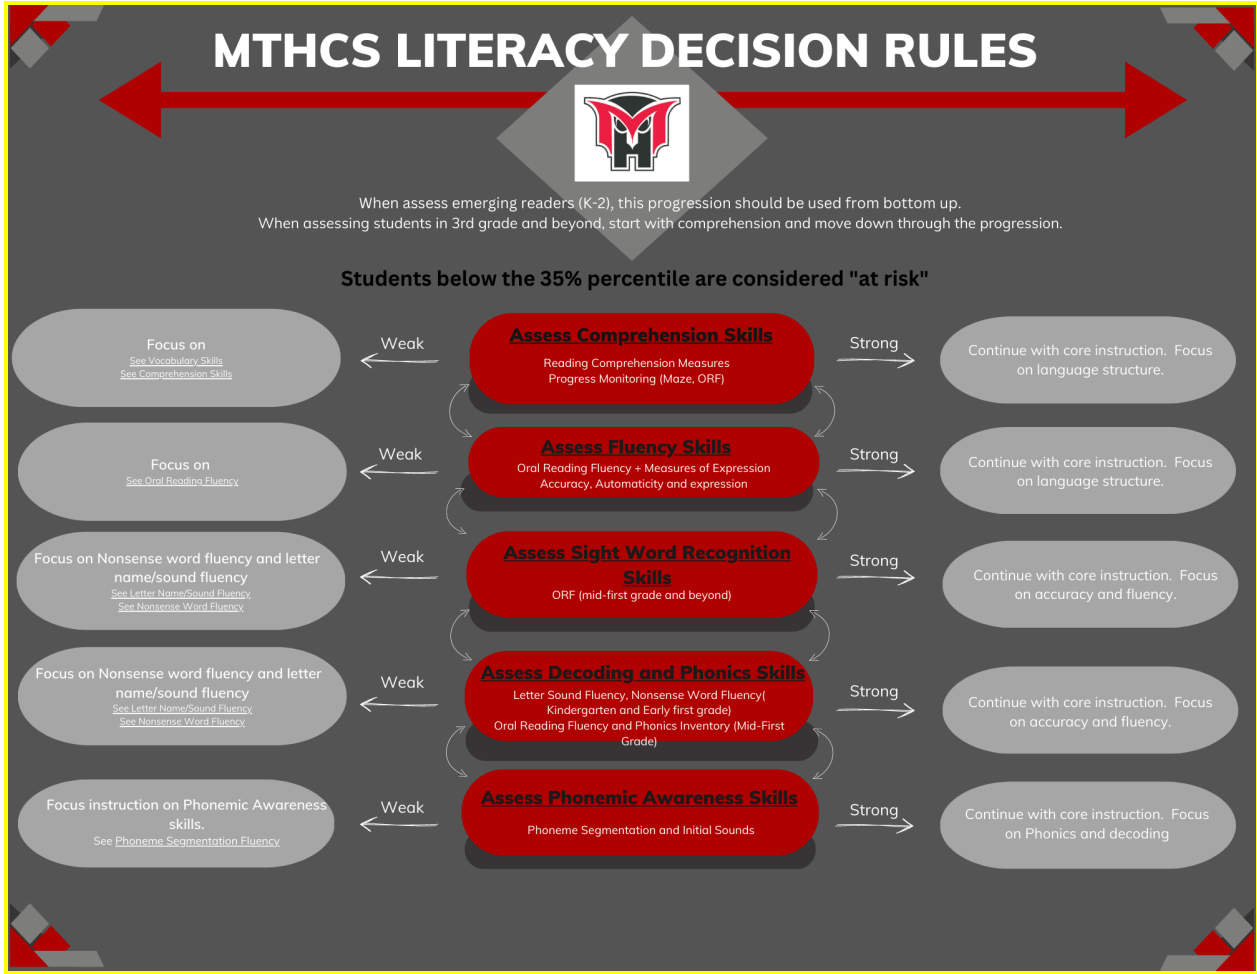 MTHCS LITERACY DECISION RULES
When assess emerging readers (K-2), this progression should be used from bottom up.
When assessing students in 3rd grade and beyond, start with comprehension and move down through the progression.
Students below the 35% percentile are considered "at risk"
Focus on
See Vocabulary Skills
See Comprehension Skills
Weak
Assess Comprehension Skills
Reading Comprehension Measures
Progress Monitoring (Maze, ORF)
Strong
Continue with core instruction. Focus
on language structure.
Focus on
See Oral Reading Fluency
Weak
Assess Fluency Skills
Oral Reading Fluency + Measures of Expression
Accuracy, Automaticity and expression
Strong
Continue with core instruction. Focus
on language structure.
Focus on Nonsense word fluency and letter
name/sound fluency
See Letter Name/Sound Fluency
See Nonsense Word Fluency
Weak
Assess Sight Word Recognition
Skills
ORF (mid-first grade and beyond)
Strong
Continue with core instruction. Focus
on accuracy and fluency.
Focus on Nonsense word fluency and letter
name/sound fluency
See Letter Name/Sound Fluency
See Nonsense Word Fluency
Weak
Assess Decoding and Phonics Skills
Letter Sound Fluency, Nonsense Word Fluency(
Kindergarten and Early first grade)
Oral Reading Fluency and Phonics Inventory (Mid-First
Grade)
Strong
Continue with core instruction. Focus
on accuracy and fluency.
Focus instruction on Phonemic Awareness
skills.
See Phoneme Segmentation Fluency
Weak
Assess Phonemic Awareness Skills
Phoneme Segmentation and Initial Sounds
Strong
Continue with core instruction. Focus
on Phonics and decoding